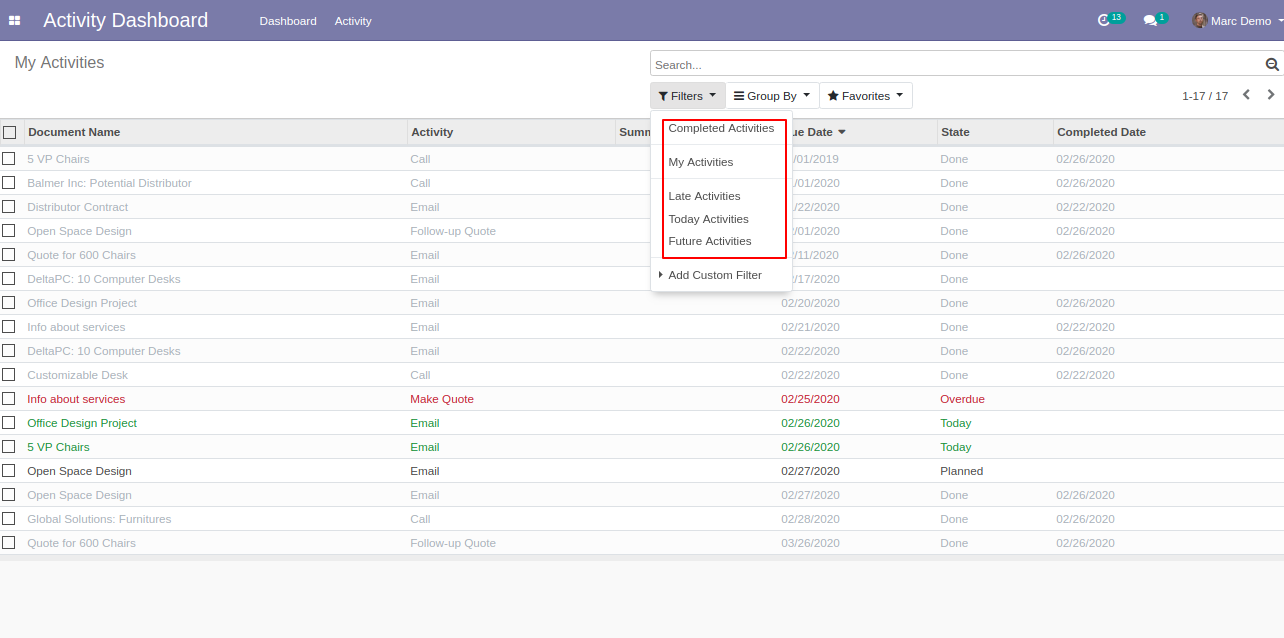 Activity Dashboard Dashboard Activity 13 1 Marc Demo
My Activities
Search...
Filters Group By Favorites 1-17 / 17
Completed Activities
My Activities
Late Activities
Today Activities
Future Activities
Add Custom Filter
Document Name Activity State Completed Date
5 VP Chairs Call /01/2019 Done 02/26/2020
Balmer Inc: Potential Distributor Call /01/2020 Done 02/26/2020
Distributor Contract Email /22/2020 Done 02/22/2020
Open Space Design Follow-up Quote /01/2020 Done 02/26/2020
Quote for 600 Chairs Email /11/2020 Done 02/26/2020
DeltaPC: 10 Computer Desks Email /17/2020 Done
Office Design Project Email 02/20/2020 Done 02/26/2020
Info about services Email 02/21/2020 Done 02/22/2020
DeltaPC: 10 Computer Desks Email 02/22/2020 Done 02/26/2020
Customizable Desk Call 02/22/2020 Done 02/22/2020
Info about services Make Quote 02/25/2020 Overdue
Office Design Project Email 02/26/2020 Today
5 VP Chairs Email 02/26/2020 Today
Open Space Design Email 02/27/2020 Planned
Open Space Design Email 02/27/2020 Done 02/26/2020
Global Solutions: Furnitures Call 02/28/2020 Done 02/26/2020
Quote for 600 Chairs Follow-up Quote 03/26/2020 Done 02/26/2020